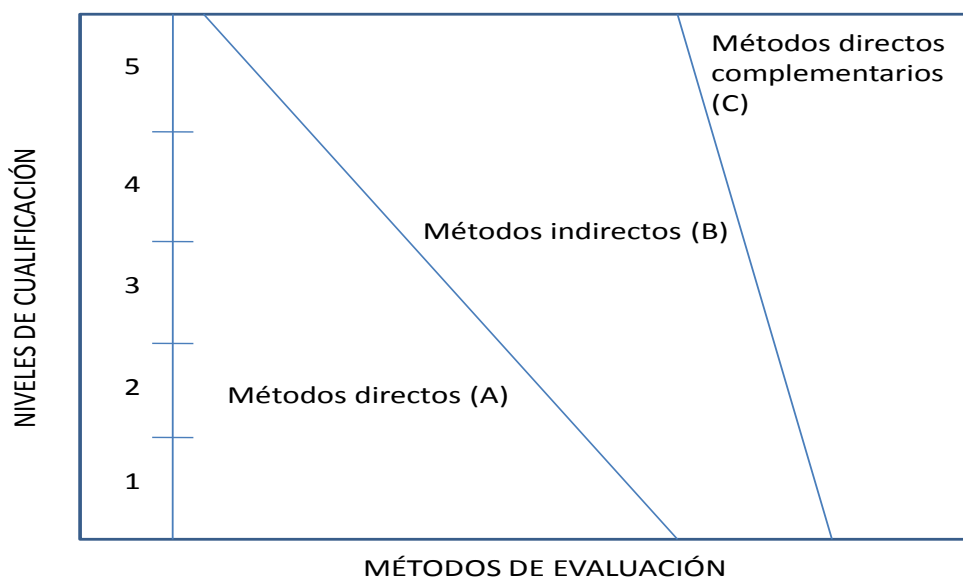 NIVELES DE CUALIFICACIÓN
5
4
3
2
1
Métodos directos
complementarios
(C)
Métodos indirectos (B)
Métodos directos (A)
MÉTODOS DE EVALUACIÓN